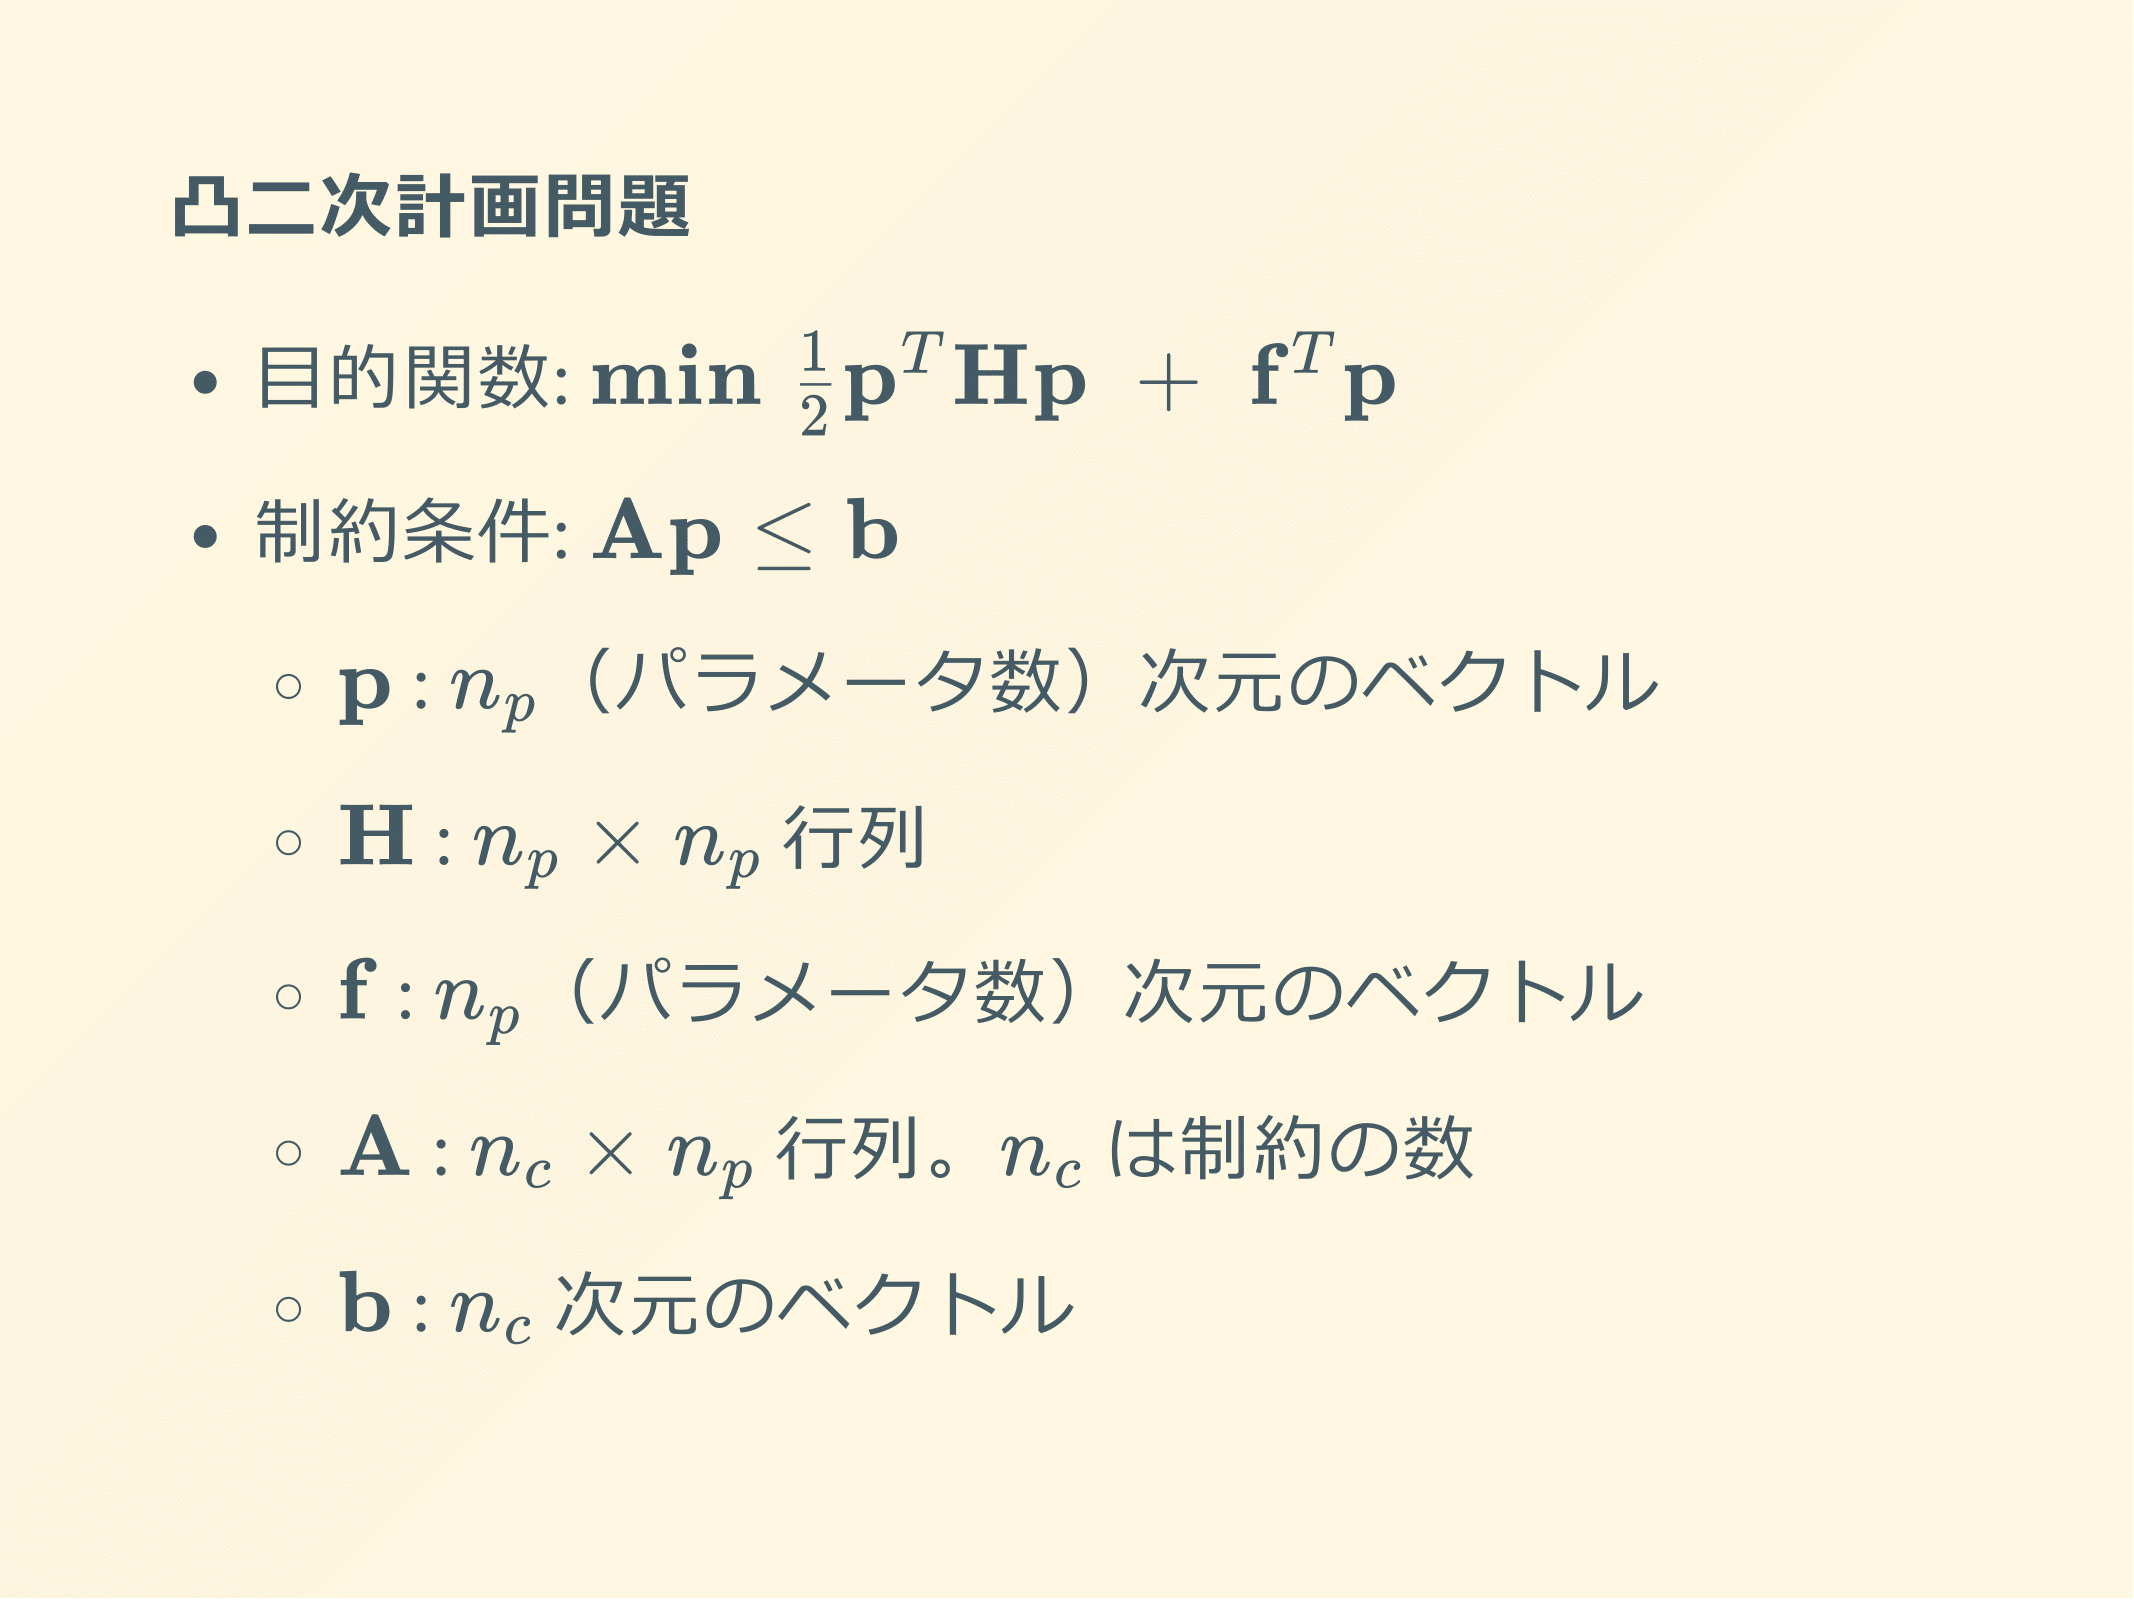 凸二次計画問題
• 目的関数: $\mathbf{min}\ \frac{1}{2}\mathbf{p}^T\mathbf{H}\mathbf{p}\ +\ \mathbf{f}^T\mathbf{p}$
• 制約条件: $\mathbf{A}\mathbf{p} \leq \mathbf{b}$
○ $\mathbf{p} : n_p$（パラメータ数）次元のベクトル
○ $\mathbf{H} : n_p \times n_p$ 行列
○ $\mathbf{f} : n_p$（パラメータ数）次元のベクトル
○ $\mathbf{A} : n_c \times n_p$ 行列。$n_c$ は制約の数
○ $\mathbf{b} : n_c$ 次元のベクトル